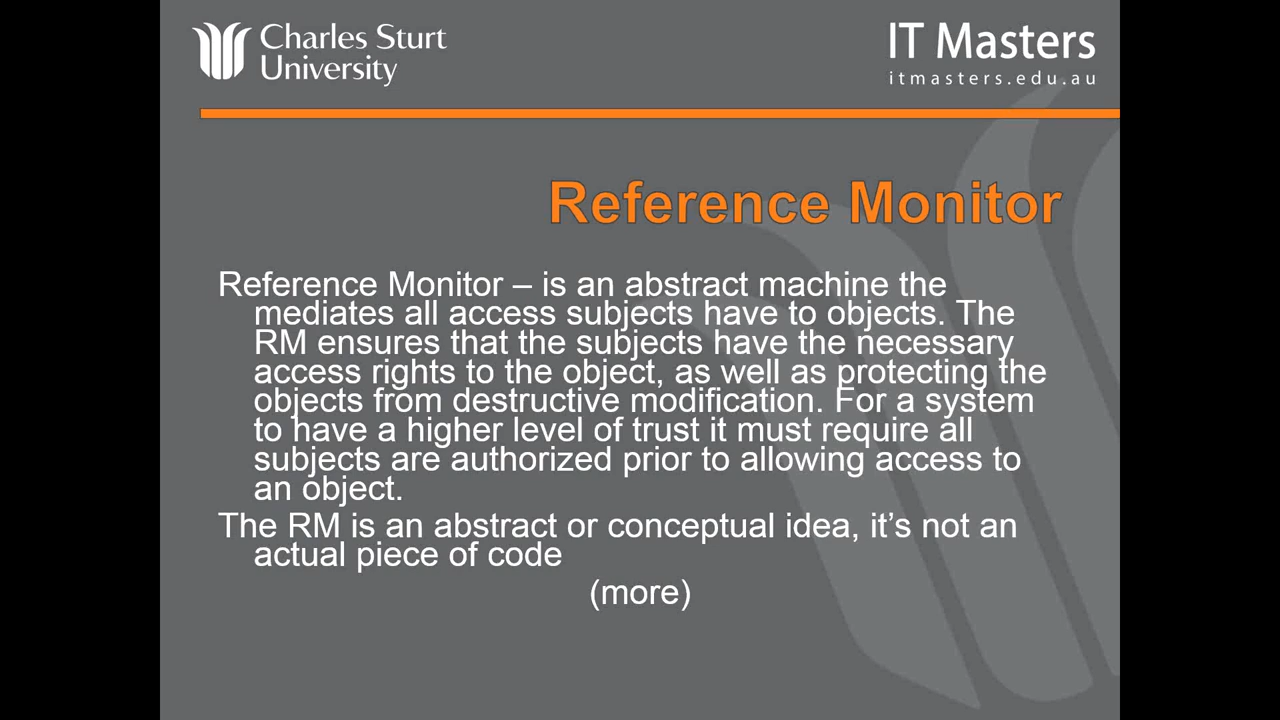 Charles Sturt
University
IT Masters
itmasters.edu.au
Reference Monitor
Reference Monitor – is an abstract machine the
mediates all access subjects have to objects. The
RM ensures that the subjects have the necessary
access rights to the object, as well as protecting the
objects from destructive modification. For a system
to have a higher level of trust it must require all
subjects are authorized prior to allowing access to
an object.
The RM is an abstract or conceptual idea, it’s not an
actual piece of code
(more)